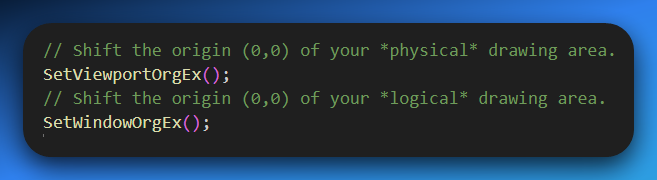 // Shift the origin (0,0) of your *physical* drawing area.
SetViewportOrgEx();
// Shift the origin (0,0) of your *logical* drawing area.
SetWindowOrgEx();